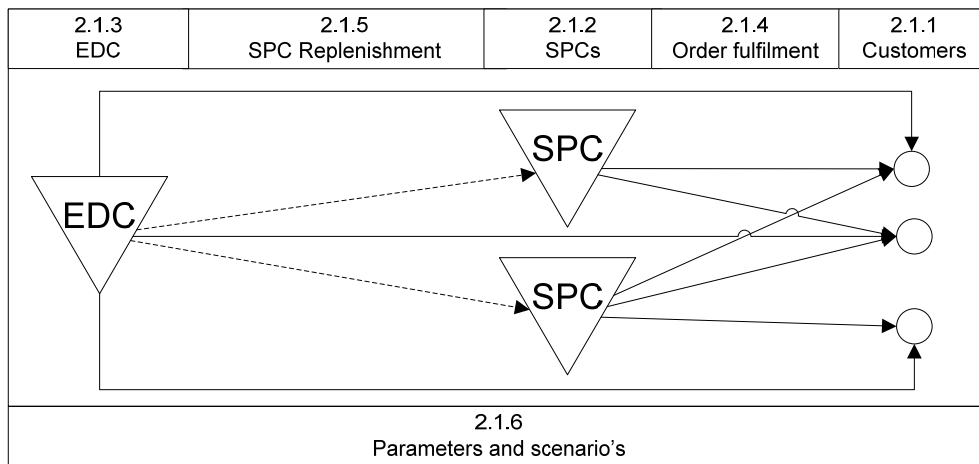 2.1.3
EDC
2.1.5
SPC Replenishment
2.1.2
SPCs
2.1.4
Order fulfilment
2.1.1
Customers
SPC
EDC
SPC
2.1.6
Parameters and scenario's